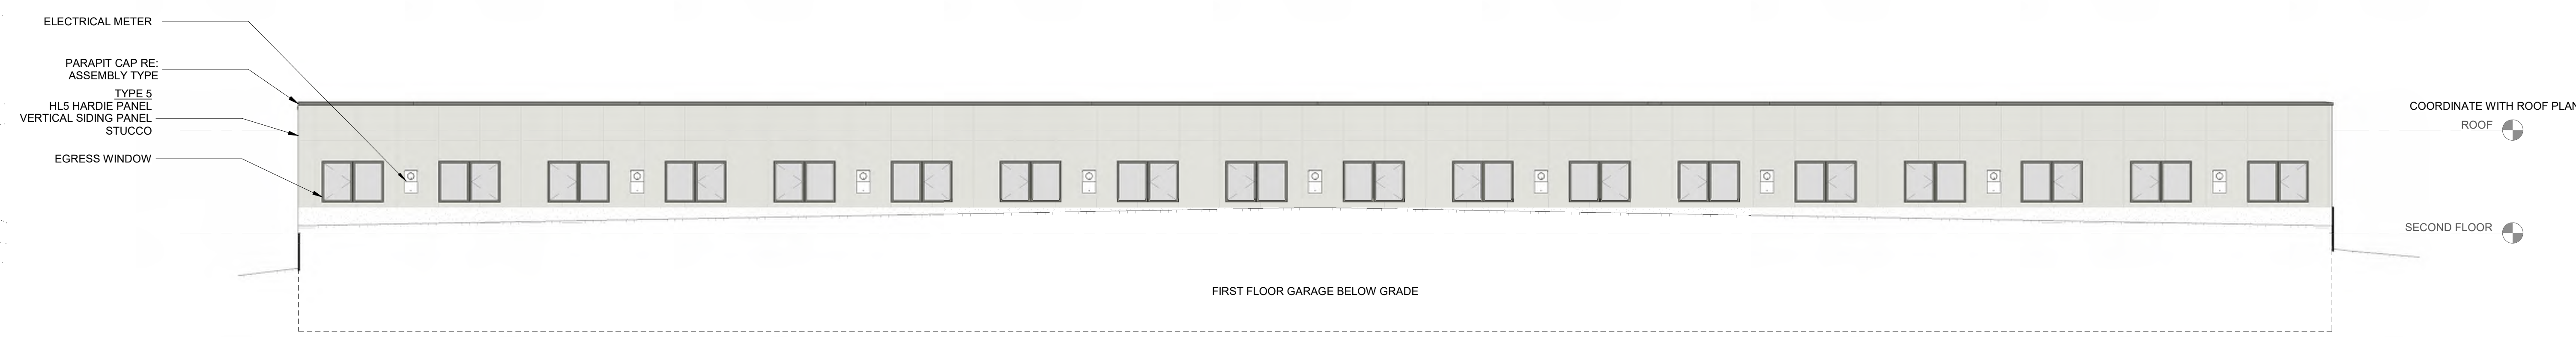 ELECTRICAL METER
PARAPIT CAP RE:
ASSEMBLY TYPE
TYPE 5
HL5 HARDIE PANEL
VERTICAL SIDING PANEL
STUCCO
EGRESS WINDOW
COORDINATE WITH ROOF PLAN
ROOF
SECOND FLOOR
FIRST FLOOR GARAGE BELOW GRADE